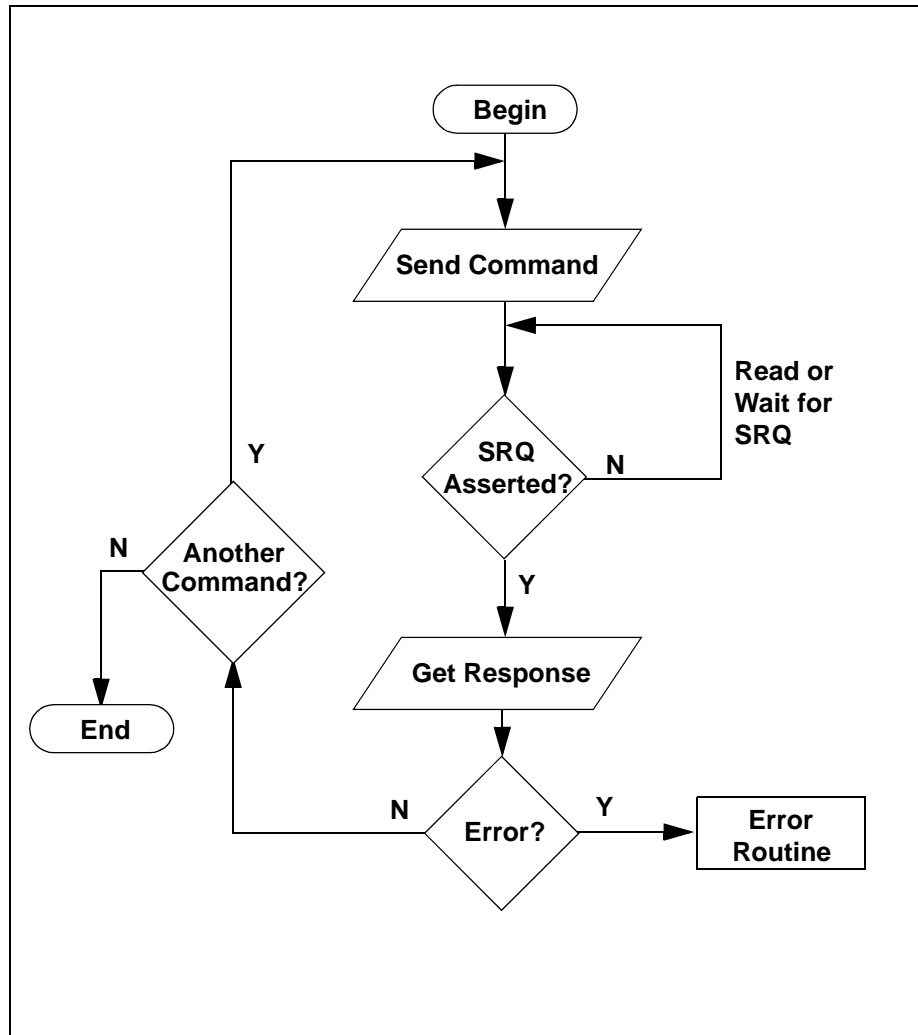 Begin
Send Command
Read or
Wait for
SRQ
SRQ
Asserted?
N
Y
Y
Another
Command?
N
Get Response
End
Error?
N
Y
Error
Routine